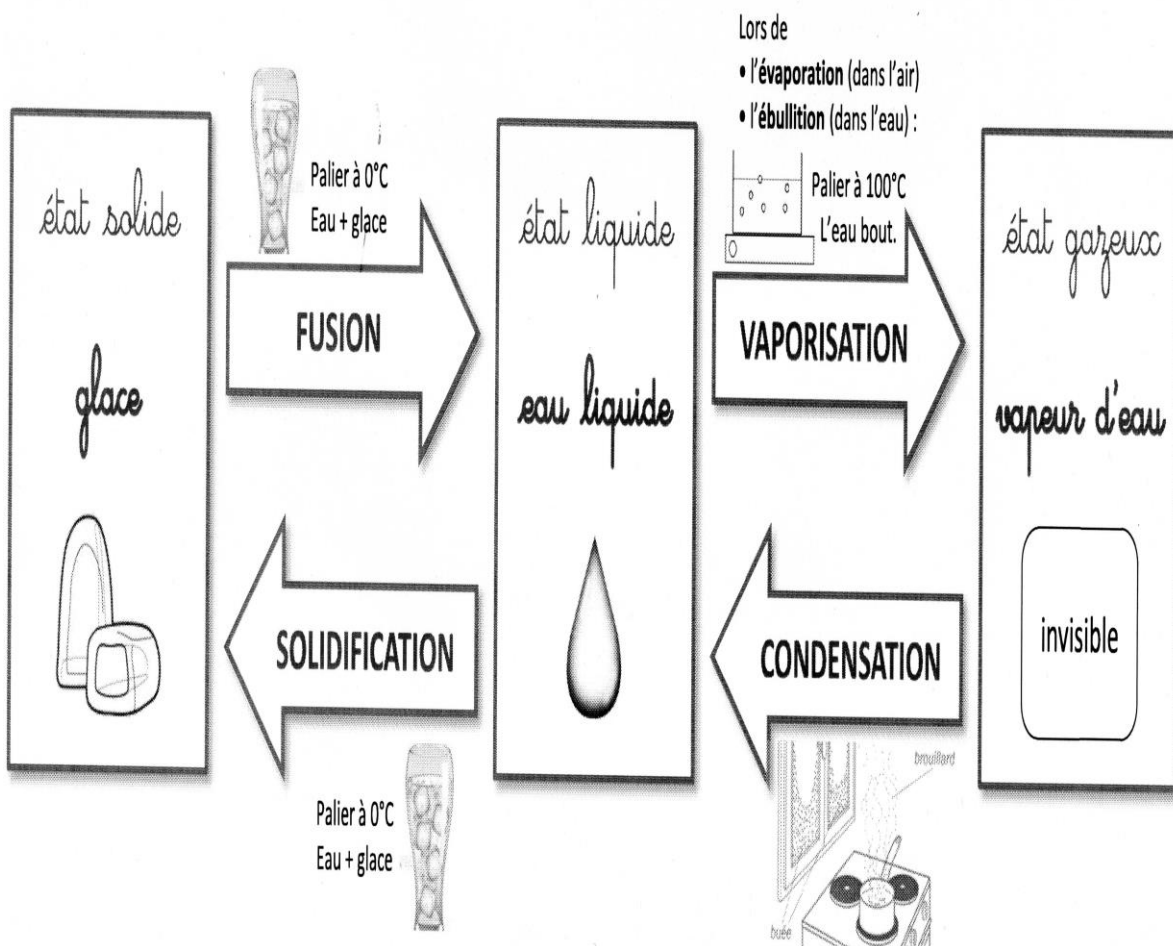 Lors de
• l'évaporation (dans l'air)
• l'ébullition (dans l'eau) :
Palier à 0°C
Eau + glace
Palier à 100°C
L'eau bout.
état solide
état liquide
état gazeux
FUSION
VAPORISATION
glace
eau liquide
vapeur d'eau
SOLIDIFICATION
CONDENSATION
invisible
Palier à 0°C
Eau + glace
brouillard
buée